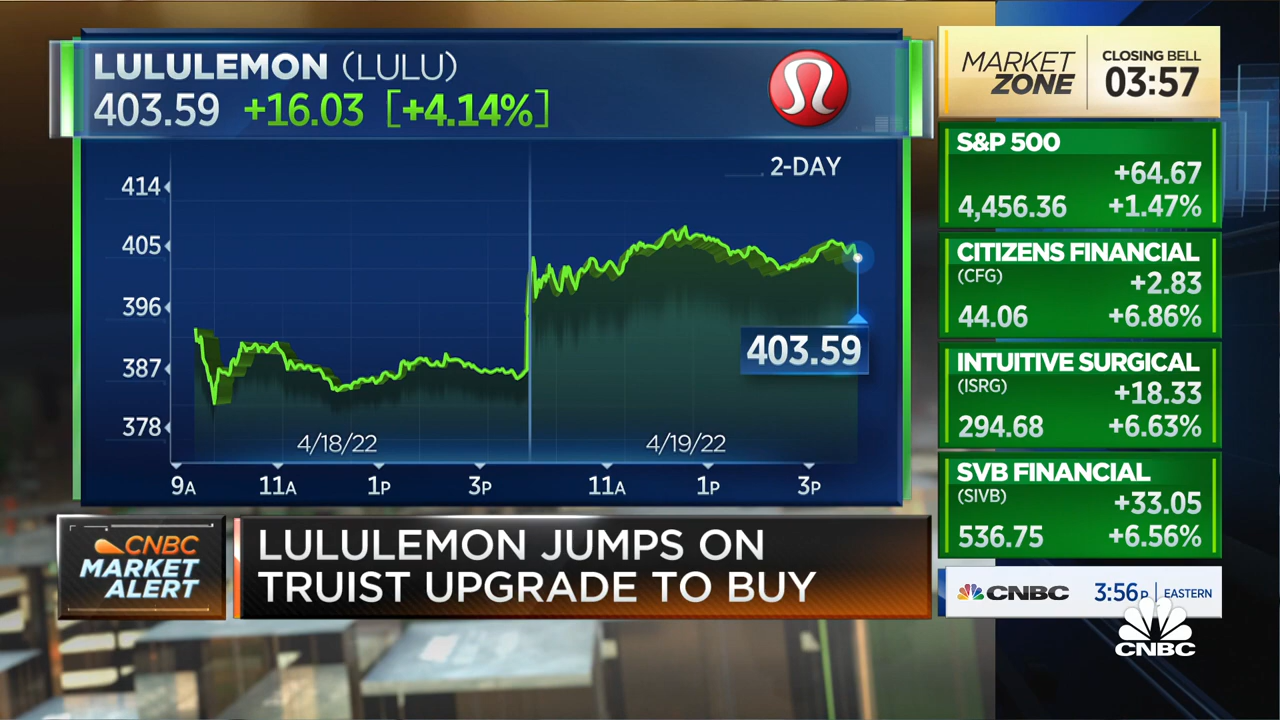 LULULEMON (LULU)
403.59 +16.03 [+4.14%]
2-DAY
414
405
396
387
378
403.59
4/18/22 4/19/22
9A 11A 1P 3P 11A 1P 3P
CNBC
MARKET
ALERT
LULULEMON JUMPS ON
TRUIST UPGRADE TO BUY
MARKET
ZONE
CLOSING BELL
03:57
S&P 500
+64.67
4,456.36 +1.47%
CITIZENS FINANCIAL
(CFG)
+2.83
44.06 +6.86%
INTUITIVE SURGICAL
(ISRG)
+18.33
294.68 +6.63%
SVB FINANCIAL
(SIVB)
+33.05
536.75 +6.56%
CNBC 3:56P EASTERN
CNBC